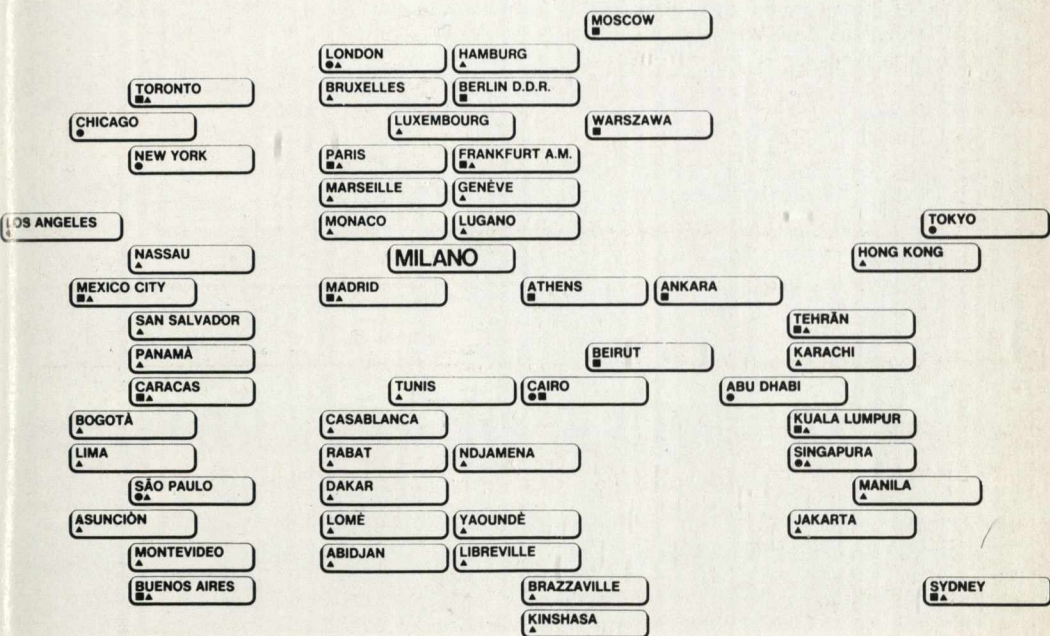 MOSCOW
■
LONDON
●▲
HAMBURG
▲
TORONTO
■▲
BRUXELLES
▲
BERLIN D.D.R.
■
CHICAGO
●
LUXEMBOURG
▲
WARSZAWA
■
NEW YORK
●
PARIS
■▲
FRANKFURT A.M.
■▲
MARSEILLE
▲
GENÈVE
▲
LOS ANGELES
MONACO
▲
LUGANO
▲
TOKYO
●
NASSAU
▲
MILANO
HONG KONG
▲
MEXICO CITY
■▲
MADRID
■▲
ATHENS
■
ANKARA
■
SAN SALVADOR
▲
TEHRĀN
■▲
PANAMÀ
▲
BEIRUT
■
KARACHI
▲
CARACAS
■▲
TUNIS
▲
CAIRO
●■
ABU DHABI
●
BOGOTÀ
▲
CASABLANCA
▲
KUALA LUMPUR
■▲
LIMA
▲
RABAT
▲
NDJAMENA
▲
SINGAPURA
●▲
SÃO PAULO
●▲
DAKAR
▲
MANILA
▲
ASUNCIÒN
▲
LOMÈ
▲
YAOUNDÈ
▲
JAKARTA
▲
MONTEVIDEO
▲
ABIDJAN
▲
LIBREVILLE
▲
BUENOS AIRES
■▲
BRAZZAVILLE
▲
SYDNEY
■▲
KINSHASA
▲